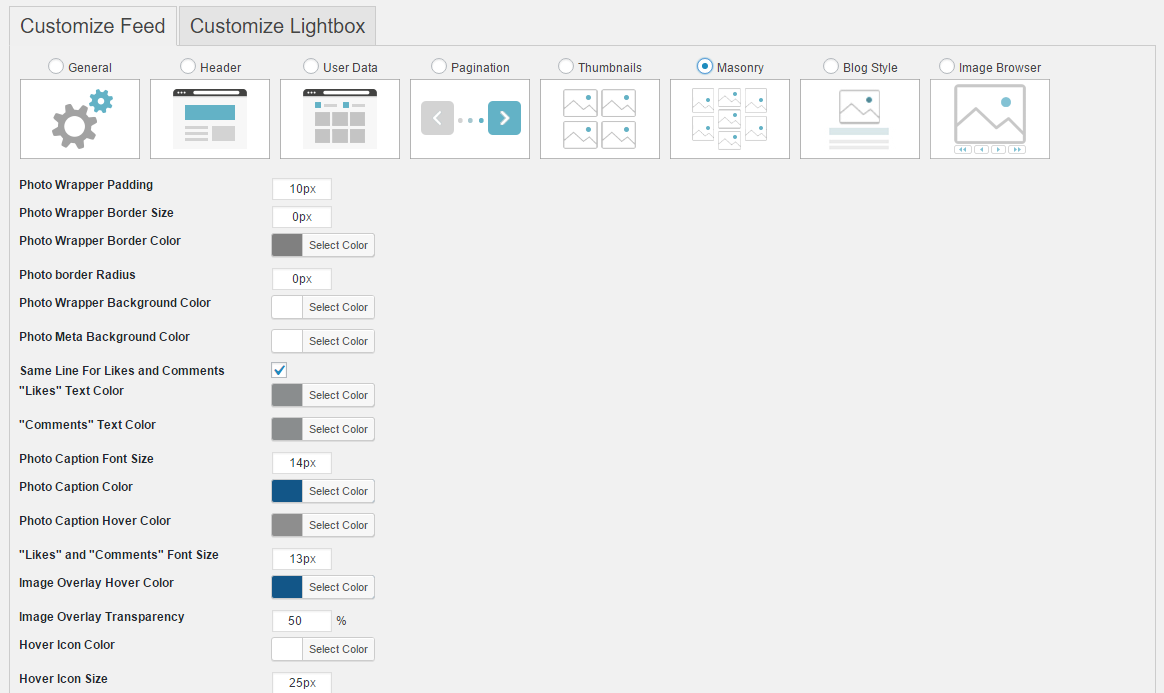 Customize Feed Customize Lightbox
General Header User Data Pagination Thumbnails Masonry Blog Style Image Browser
Photo Wrapper Padding 10px
Photo Wrapper Border Size 0px
Photo Wrapper Border Color Select Color
Photo border Radius 0px
Photo Wrapper Background Color Select Color
Photo Meta Background Color Select Color
Same Line For Likes and Comments
"Likes" Text Color Select Color
"Comments" Text Color Select Color
Photo Caption Font Size 14px
Photo Caption Color Select Color
Photo Caption Hover Color Select Color
"Likes" and "Comments" Font Size 13px
Image Overlay Hover Color Select Color
Image Overlay Transparency 50 %
Hover Icon Color Select Color
Hover Icon Size 25px